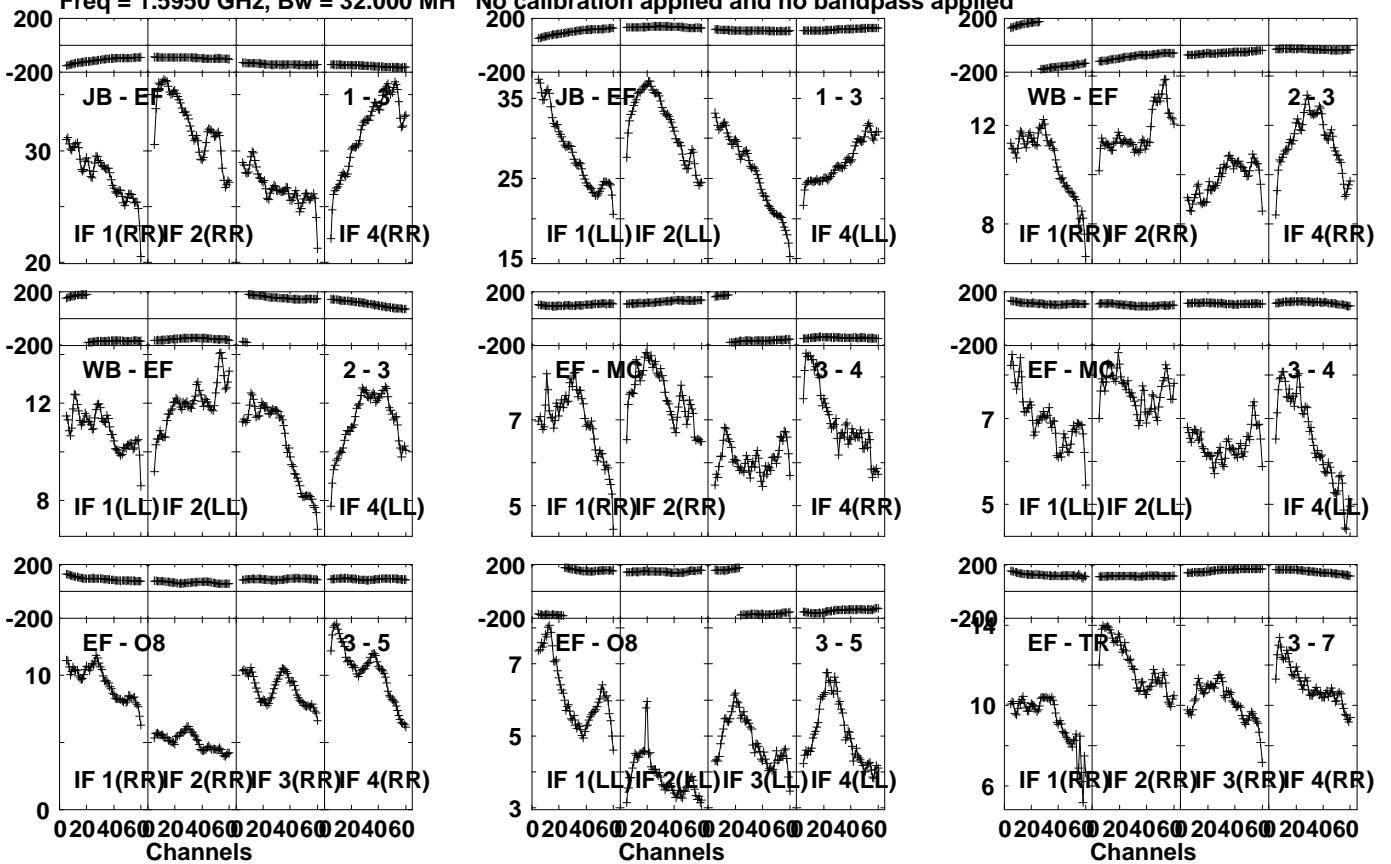 Freq = 1.5950 GHz, Bw = 32.000 MH No calibration applied and no bandpass applied
200
-200
JB - EF 1 - 3
30
20
IF 1(RR) IF 2(RR) IF 4(RR)
JB - EF 1 - 3
35
25
15
IF 1(LL) IF 2(LL) IF 4(LL)
200
-200
WB - EF 2 - 3
12
8
IF 1(RR) IF 2(RR) IF 4(RR)
200
-200
WB - EF 2 - 3
12
8
IF 1(LL) IF 2(LL) IF 4(LL)
200
-200
EF - MC 3 - 4
7
5
IF 1(RR) IF 2(RR) IF 4(RR)
200
-200
EF - MC 3 - 4
7
5
IF 1(LL) IF 2(LL) IF 4(LL)
200
-200
EF - O8 3 - 5
10
0
IF 1(RR) IF 2(RR) IF 3(RR) IF 4(RR)
0 20 40 60 0 20 40 60 0 20 40 60 0 20 40 60
Channels
200
-200
EF - O8 3 - 5
7
5
3
IF 1(LL) IF 2(LL) IF 3(LL) IF 4(LL)
0 20 40 60 0 20 40 60 0 20 40 60 0 20 40 60
Channels
200
-200
14
EF - TR 3 - 7
10
6
IF 1(RR) IF 2(RR) IF 3(RR) IF 4(RR)
0 20 40 60 0 20 40 60 0 20 40 60 0 20 40 60
Channels